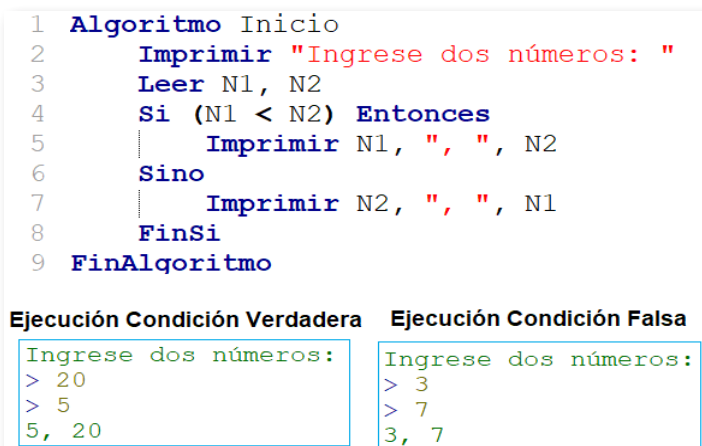 1 Algoritmo Inicio
2 Imprimir "Ingrese dos números: "
3 Leer N1, N2
4 Si (N1 < N2) Entonces
5 Imprimir N1, ", ", N2
6 Sino
7 Imprimir N2, ", ", N1
8 FinSi
9 FinAlgoritmo
Ejecución Condición Verdadera
Ingrese dos números:
> 20
> 5
5, 20
Ejecución Condición Falsa
Ingrese dos números:
> 3
> 7
3, 7